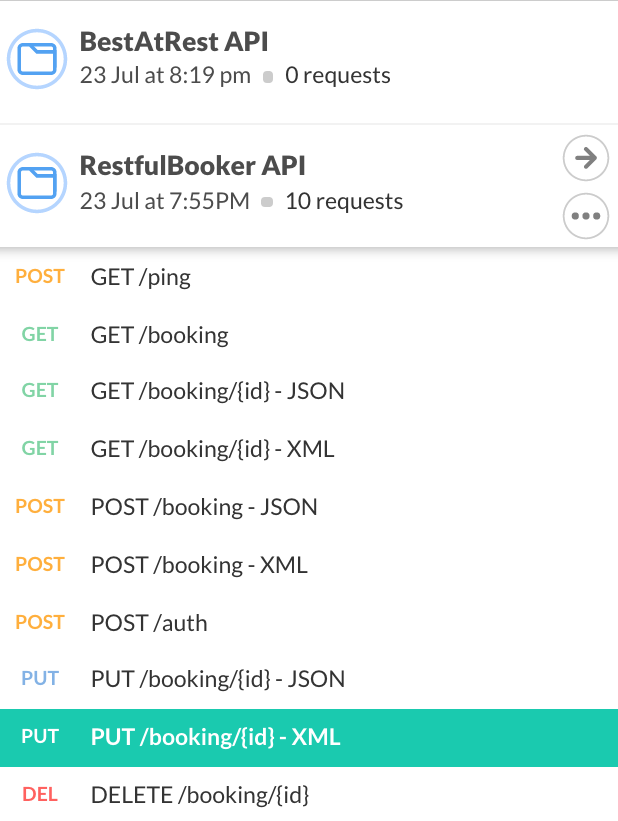 BestAtRest API
23 Jul at 8:19 pm 0 requests
RestfulBooker API
23 Jul at 7:55PM 10 requests
POST GET /ping
GET GET /booking
GET GET /booking/{id} - JSON
GET GET /booking/{id} - XML
POST POST /booking - JSON
POST POST /booking - XML
POST POST /auth
PUT PUT /booking/{id} - JSON
PUT PUT /booking/{id} - XML
DEL DELETE /booking/{id}